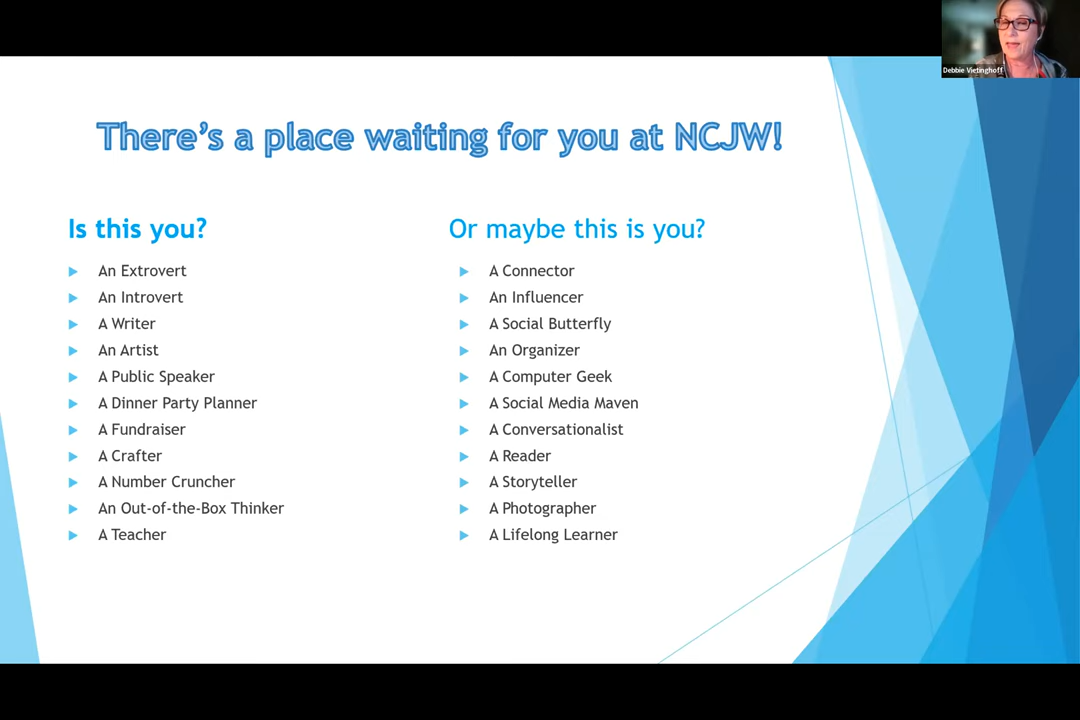 Debbie Vietinghoff
There's a place waiting for you at NCJW!
Is this you?
An Extrovert
An Introvert
A Writer
An Artist
A Public Speaker
A Dinner Party Planner
A Fundraiser
A Crafter
A Number Cruncher
An Out-of-the-Box Thinker
A Teacher
Or maybe this is you?
A Connector
An Influencer
A Social Butterfly
An Organizer
A Computer Geek
A Social Media Maven
A Conversationalist
A Reader
A Storyteller
A Photographer
A Lifelong Learner